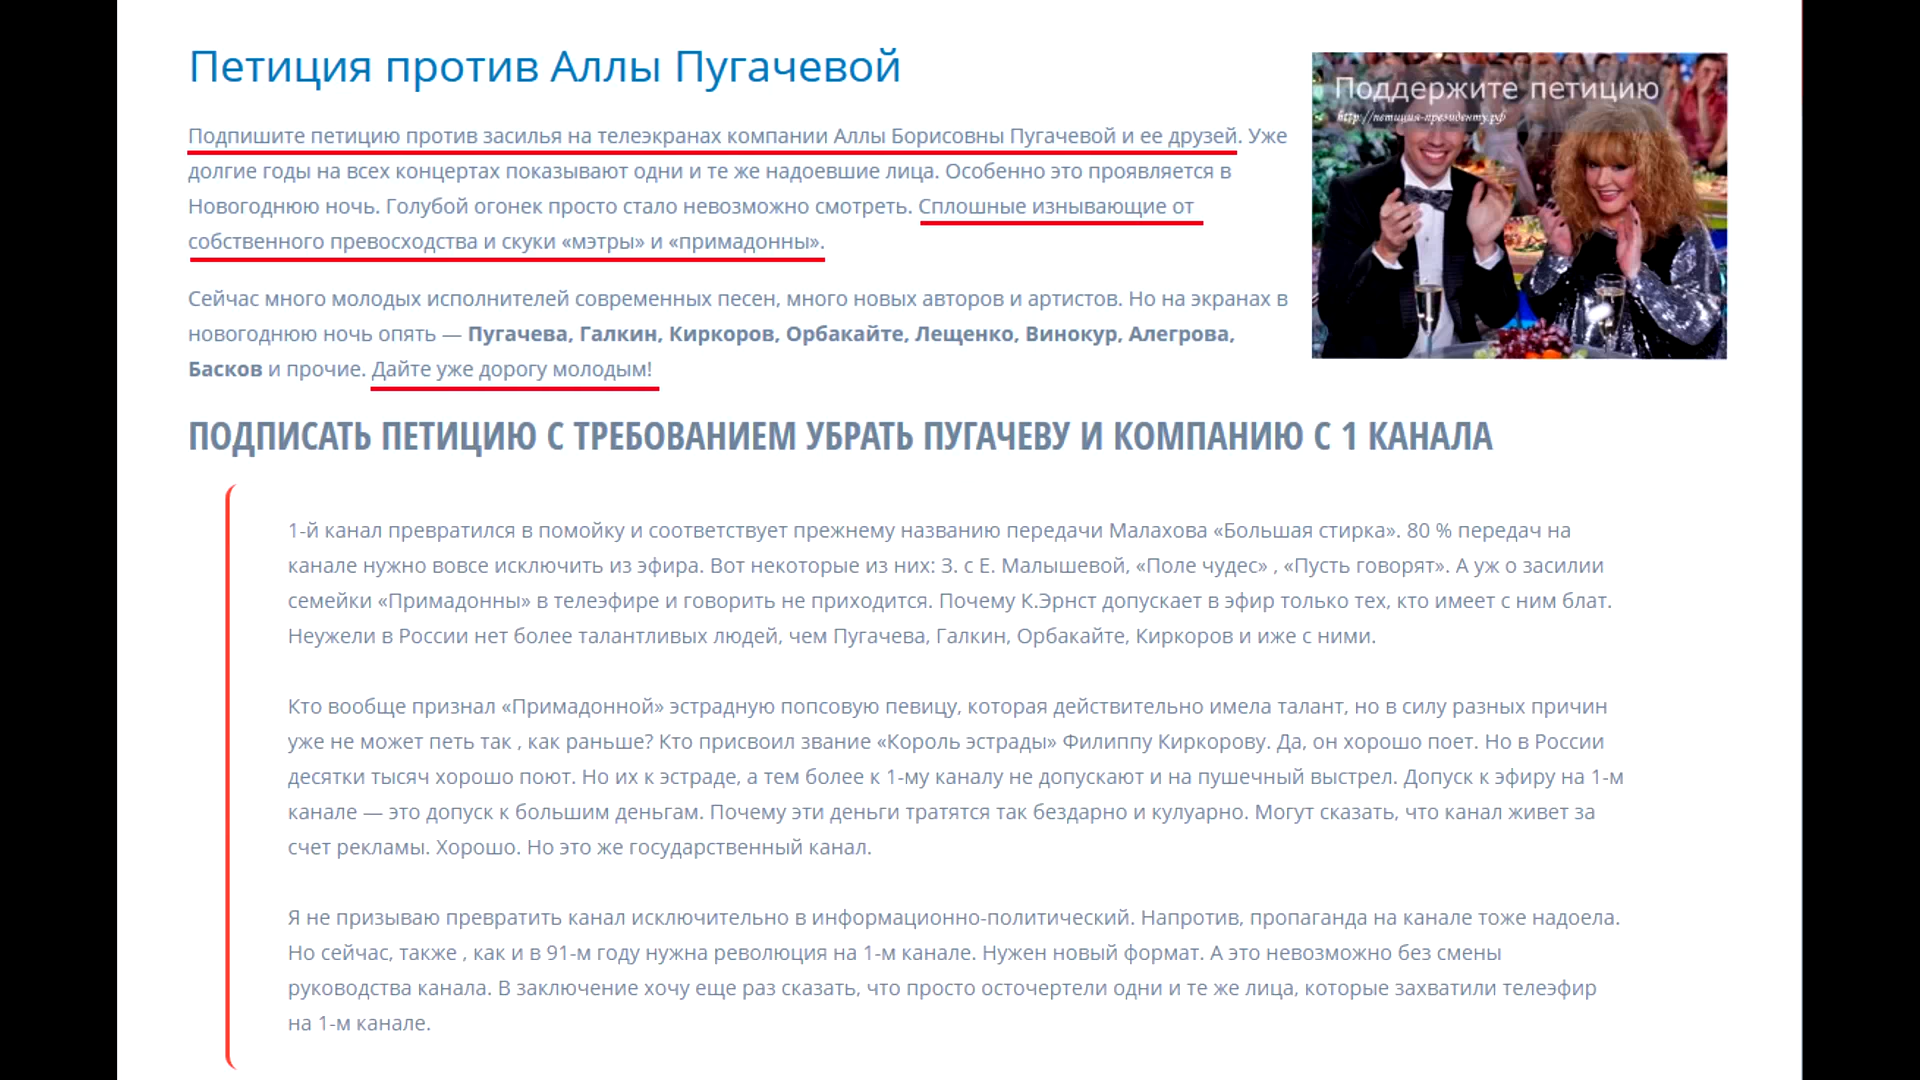 Петиция против Аллы Пугачевой
Поддержите петицию
http://петиция-президенту.рф
Подпишите петицию против засилья на телеэкранах компании Аллы Борисовны Пугачевой и ее друзей. Уже
долгие годы на всех концертах показывают одни и те же надоевшие лица. Особенно это проявляется в
Новогоднюю ночь. Голубой огонек просто стало невозможно смотреть. Сплошные изнывающие от
собственного превосходства и скуки «мэтры» и «примадонны».
Сейчас много молодых исполнителей современных песен, много новых авторов и артистов. Но на экранах в
новогоднюю ночь опять — Пугачева, Галкин, Киркоров, Орбакайте, Лещенко, Винокур, Алегрова,
Басков и прочие. Дайте уже дорогу молодым!
ПОДПИСАТЬ ПЕТИЦИЮ С ТРЕБОВАНИЕМ УБРАТЬ ПУГАЧЕВУ И КОМПАНИЮ С 1 КАНАЛА
1-й канал превратился в помойку и соответствует прежнему названию передачи Малахова «Большая стирка». 80 % передач на
канале нужно вовсе исключить из эфира. Вот некоторые из них: З. с Е. Малышевой, «Поле чудес» , «Пусть говорят». А уж о засилии
семейки «Примадонны» в телеэфире и говорить не приходится. Почему К.Эрнст допускает в эфир только тех, кто имеет с ним блат.
Неужели в России нет более талантливых людей, чем Пугачева, Галкин, Орбакайте, Киркоров и иже с ними.
Кто вообще признал «Примадонной» эстрадную попсовую певицу, которая действительно имела талант, но в силу разных причин
уже не может петь так , как раньше? Кто присвоил звание «Король эстрады» Филиппу Киркорову. Да, он хорошо поет. Но в России
десятки тысяч хорошо поют. Но их к эстраде, а тем более к 1-му каналу не допускают и на пушечный выстрел. Допуск к эфиру на 1-м
канале — это допуск к большим деньгам. Почему эти деньги тратятся так бездарно и кулуарно. Могут сказать, что канал живет за
счет рекламы. Хорошо. Но это же государственный канал.
Я не призываю превратить канал исключительно в информационно-политический. Напротив, пропаганда на канале тоже надоела.
Но сейчас, также , как и в 91-м году нужна революция на 1-м канале. Нужен новый формат. А это невозможно без смены
руководства канала. В заключение хочу еще раз сказать, что просто осточертели одни и те же лица, которые захватили телеэфир
на 1-м канале.